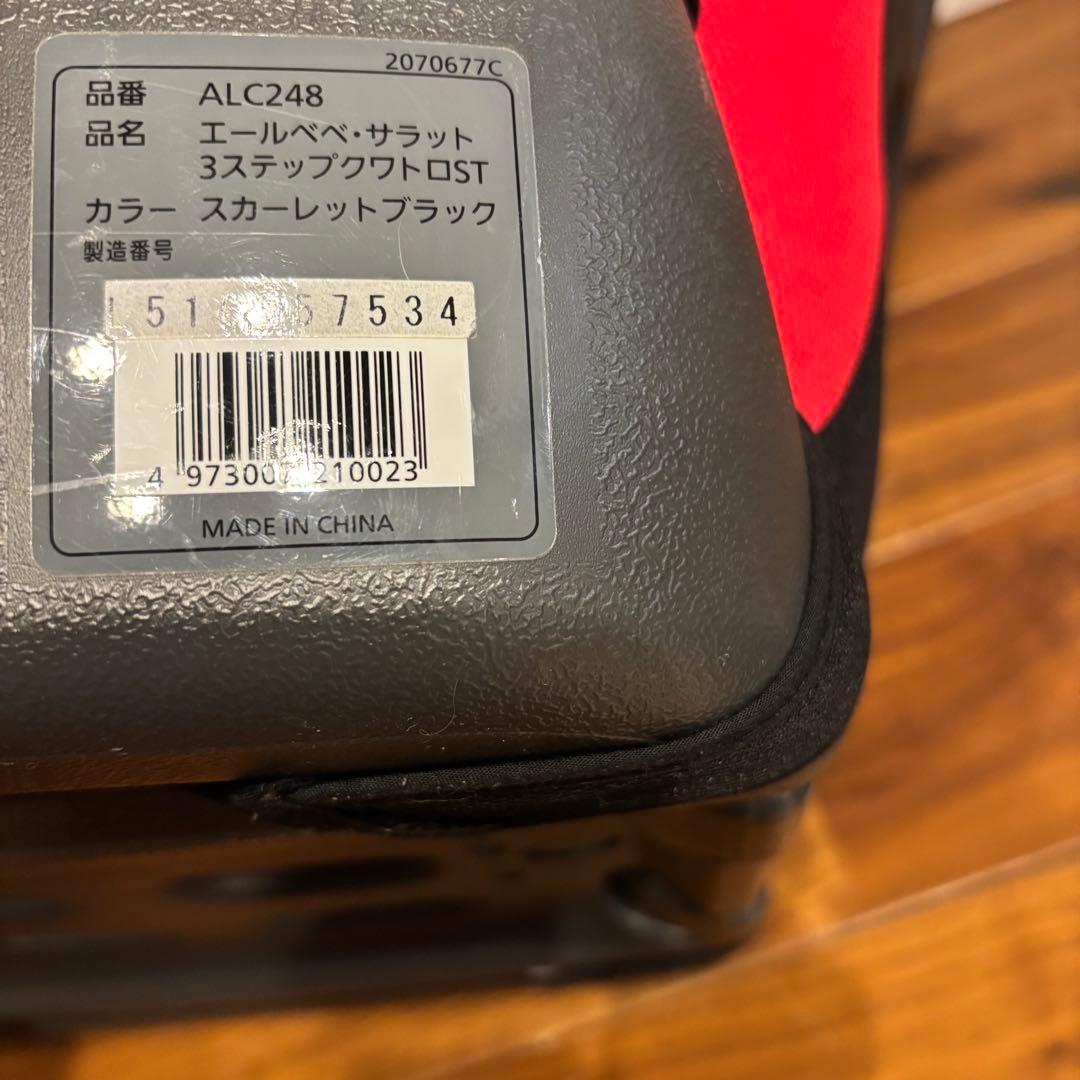 2070677C
品番 ALC248
品名 エールベベ・サラット
3ステップクワトロST
カラー スカーレットブラック
製造番号
4 210023
MADE IN CHINA